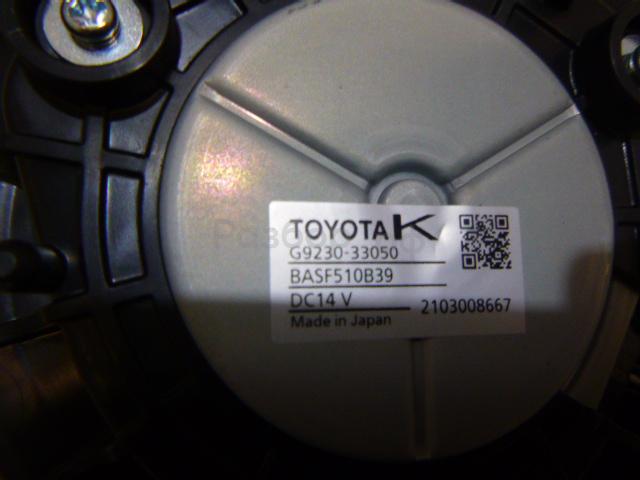 TOYOTA K
G9230-33050
BASF510B39
DC14 V
2103008667
Made in Japan